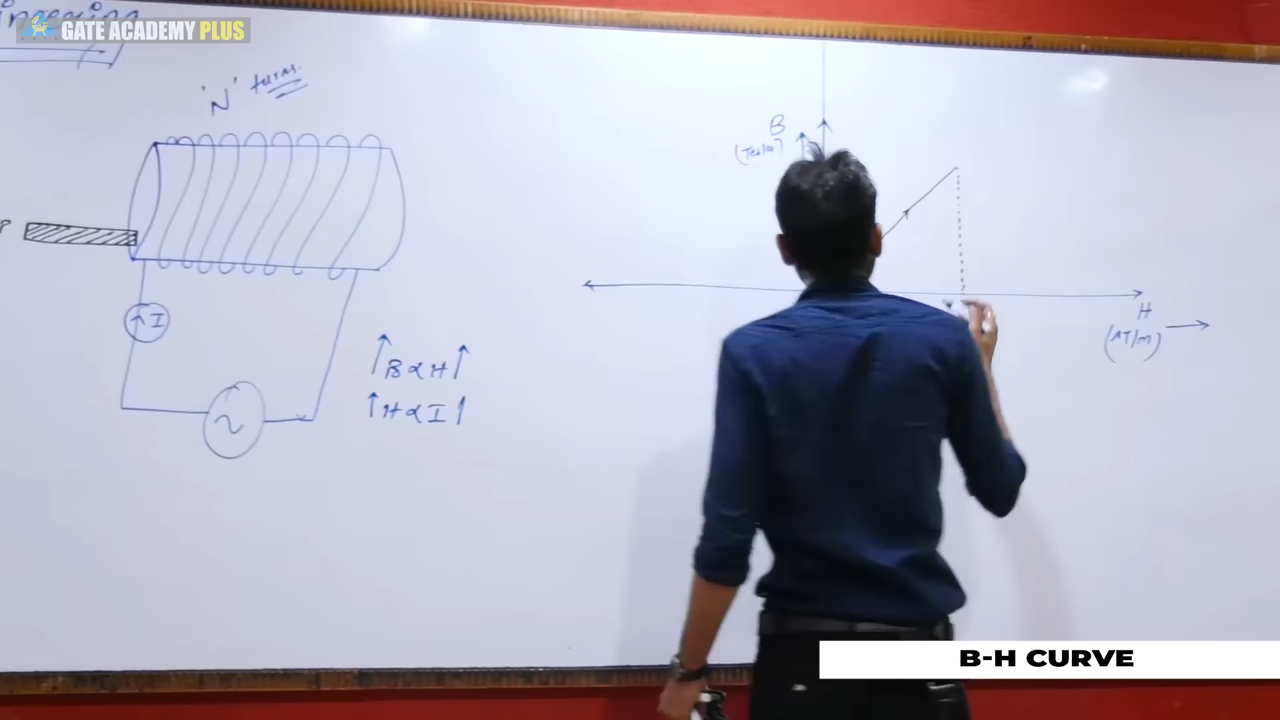 GATE ACADEMY PLUS
'N' turns.
B
(Tesla)
I
H
(AT/m)
↑B∝H↑
↑H∝I↑
B-H CURVE